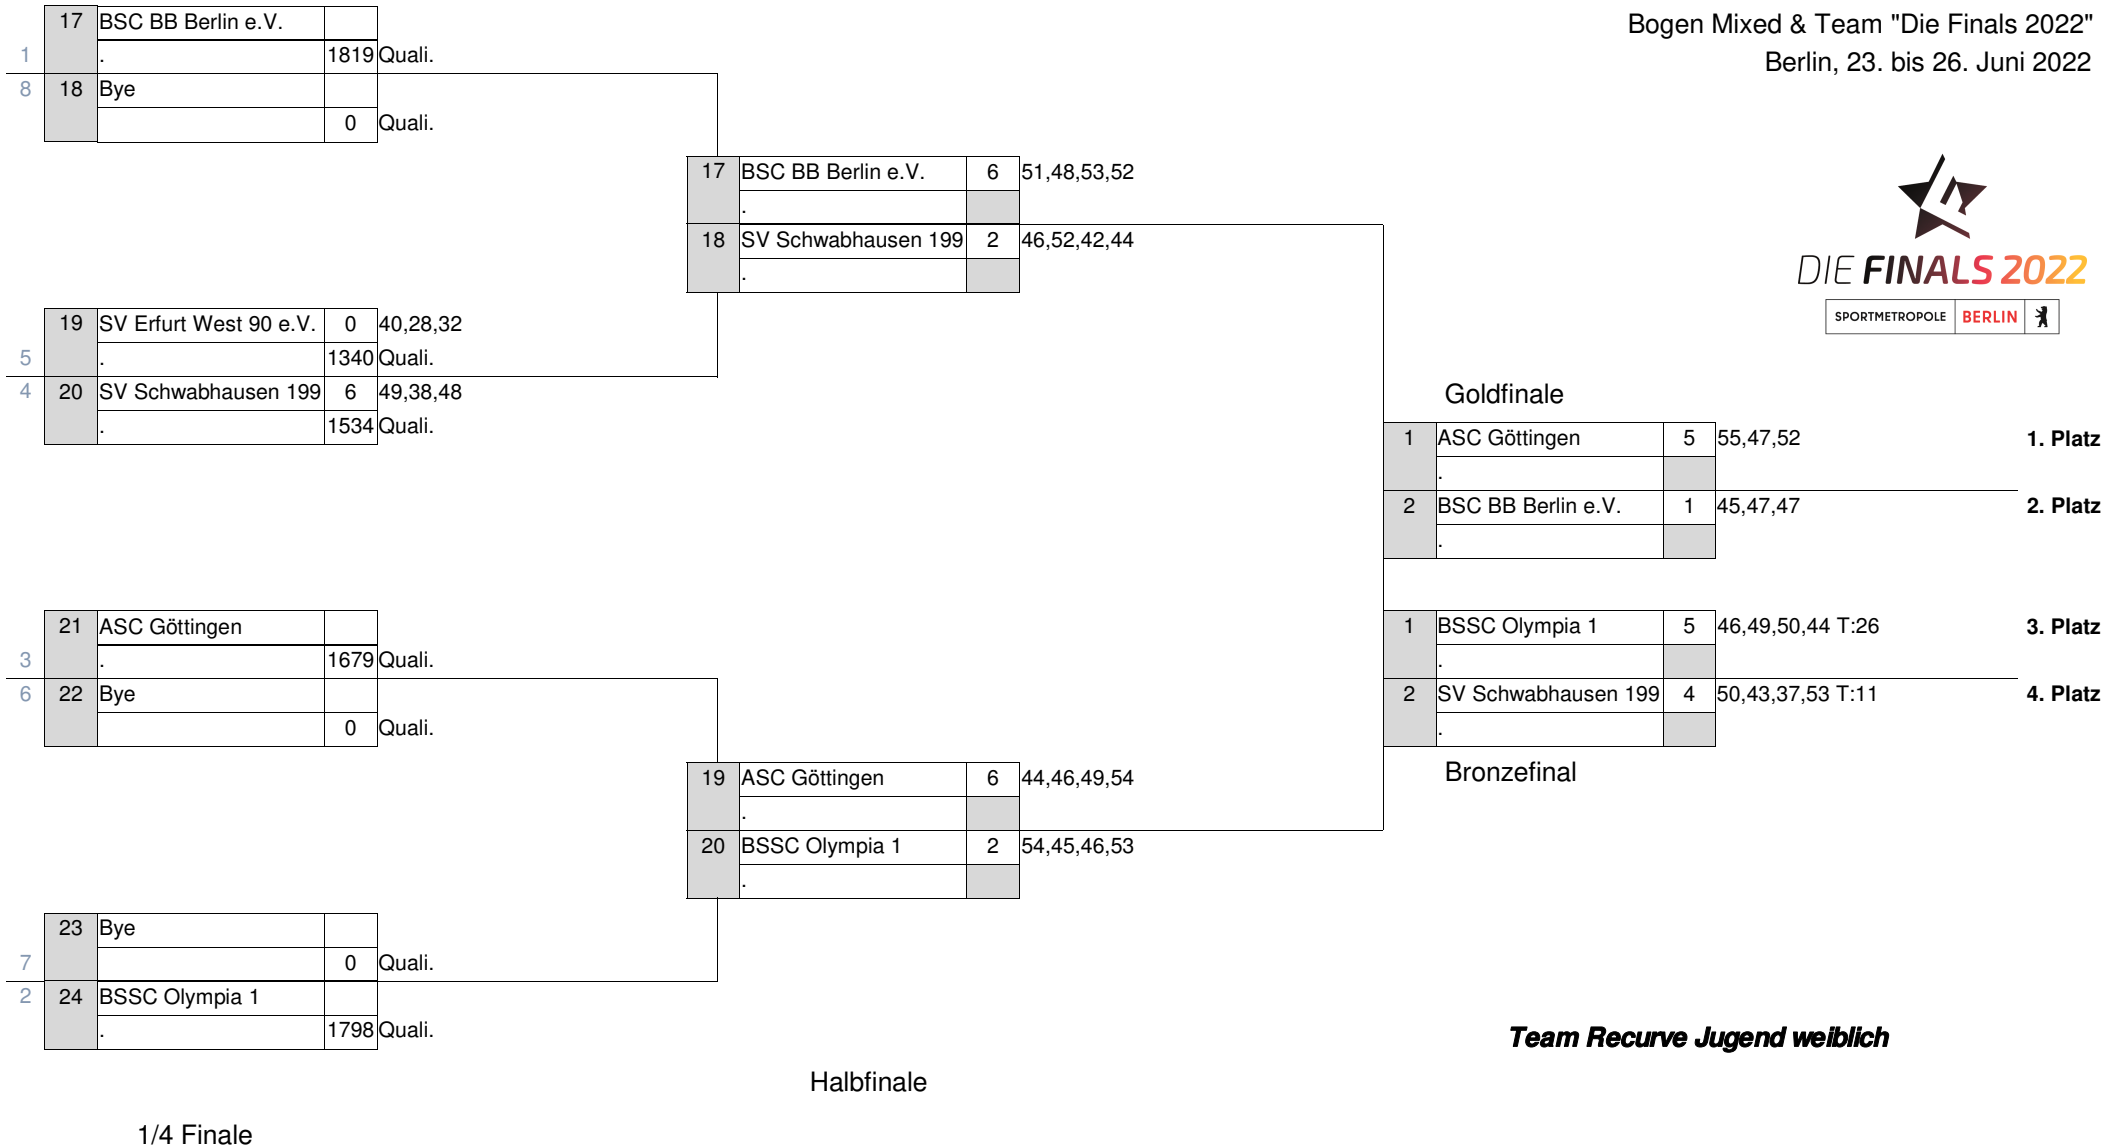 Bogen Mixed & Team "Die Finals 2022"
Berlin, 23. bis 26. Juni 2022
DIE FINALS 2022
SPORTMETROPOLE BERLIN
17 BSC BB Berlin e.V.
1 . 1819 Quali.
8 18 Bye
0 Quali.
17 BSC BB Berlin e.V. 6 51,48,53,52
.
18 SV Schwabhausen 199 2 46,52,42,44
.
19 SV Erfurt West 90 e.V. 0 40,28,32
5 . 1340 Quali.
4 20 SV Schwabhausen 199 6 49,38,48
. 1534 Quali.
Goldfinale
1 ASC Göttingen 5 55,47,52 1. Platz
.
2 BSC BB Berlin e.V. 1 45,47,47 2. Platz
.
21 ASC Göttingen
3 . 1679 Quali.
6 22 Bye
0 Quali.
1 BSSC Olympia 1 5 46,49,50,44 T:26 3. Platz
.
2 SV Schwabhausen 199 4 50,43,37,53 T:11 4. Platz
.
Bronzefinal
19 ASC Göttingen 6 44,46,49,54
.
20 BSSC Olympia 1 2 54,45,46,53
.
23 Bye
7 0 Quali.
2 24 BSSC Olympia 1
. 1798 Quali.
Team Recurve Jugend weiblich
Halbfinale
1/4 Finale